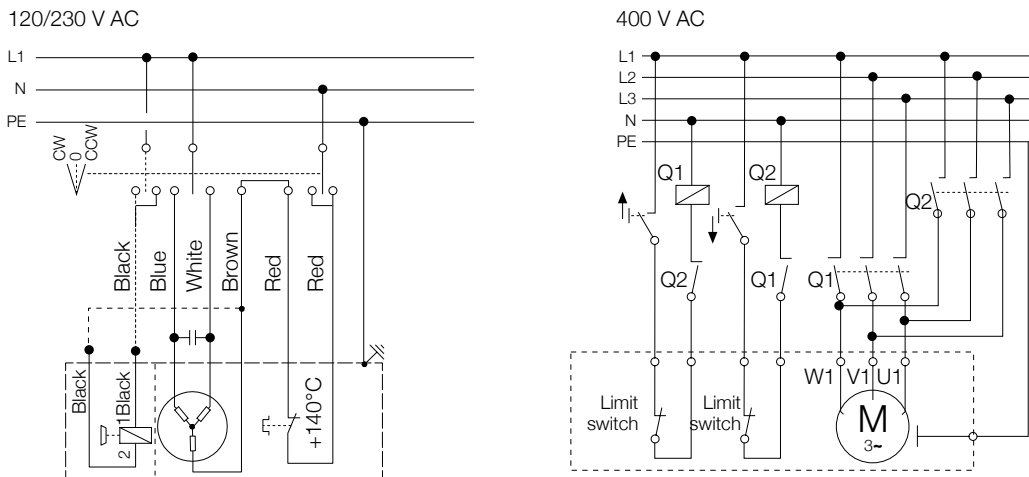 120/230 V AC
L1
N
PE
CW
0
CCW
Black
Blue
White
Brown
Red
Red
Black
1
Black
2
+140°C
400 V AC
L1
L2
L3
N
PE
Q1
Q2
Q2
Q2
Q1
Q1
W1
V1
U1
Limit
switch
Limit
switch
M
3~